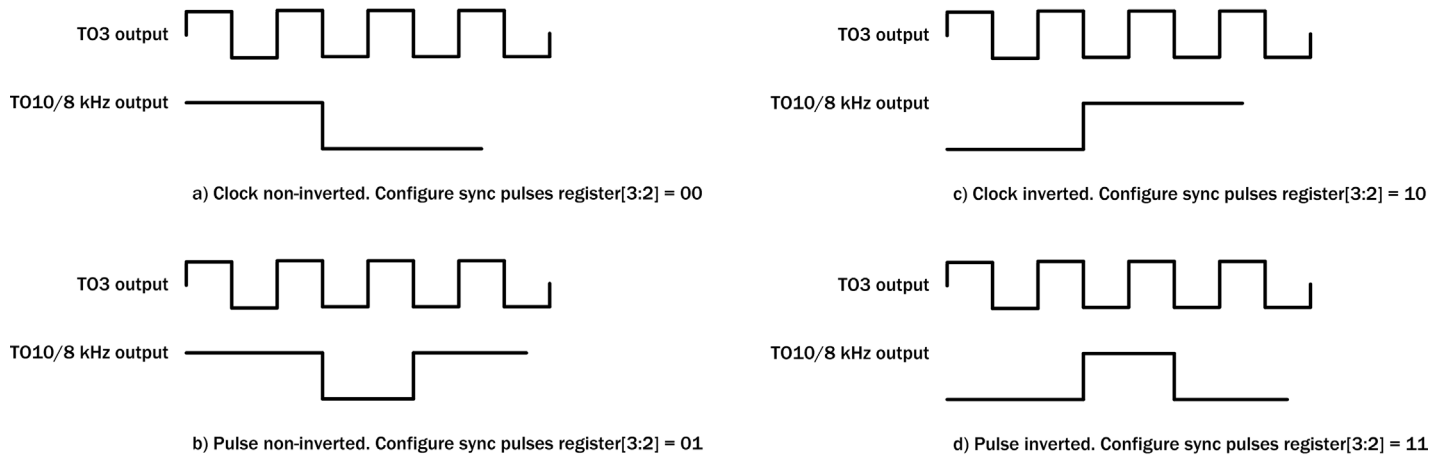 TO3 output
TO10/8 kHz output
a) Clock non-inverted. Configure sync pulses register[3:2] = 00
TO3 output
TO10/8 kHz output
c) Clock inverted. Configure sync pulses register[3:2] = 10
TO3 output
TO10/8 kHz output
b) Pulse non-inverted. Configure sync pulses register[3:2] = 01
TO3 output
TO10/8 kHz output
d) Pulse inverted. Configure sync pulses register[3:2] = 11